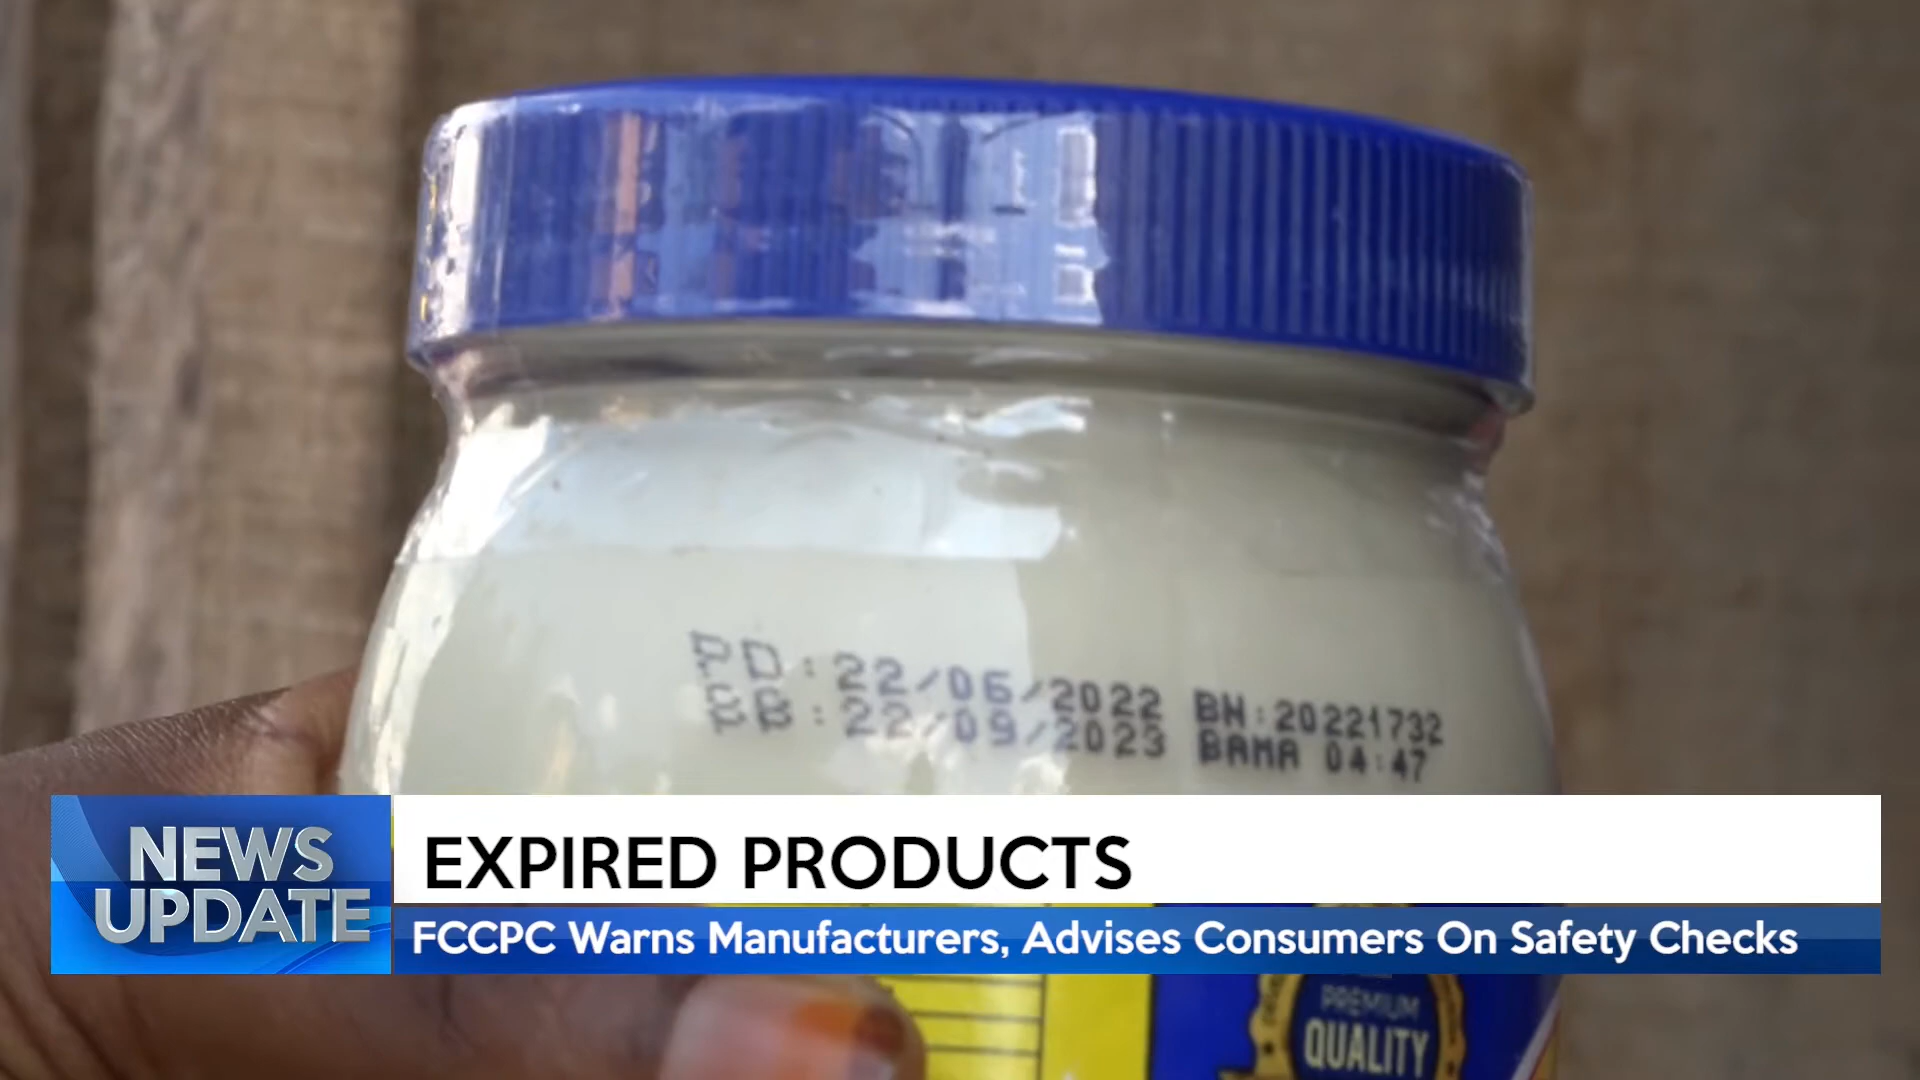 PD:22/06/2022 BN:20221732
BB:22/09/2023 BAMA 04:47
NEWS
UPDATE
EXPIRED PRODUCTS
FCCPC Warns Manufacturers, Advises Consumers On Safety Checks
PREMIUM
QUALITY